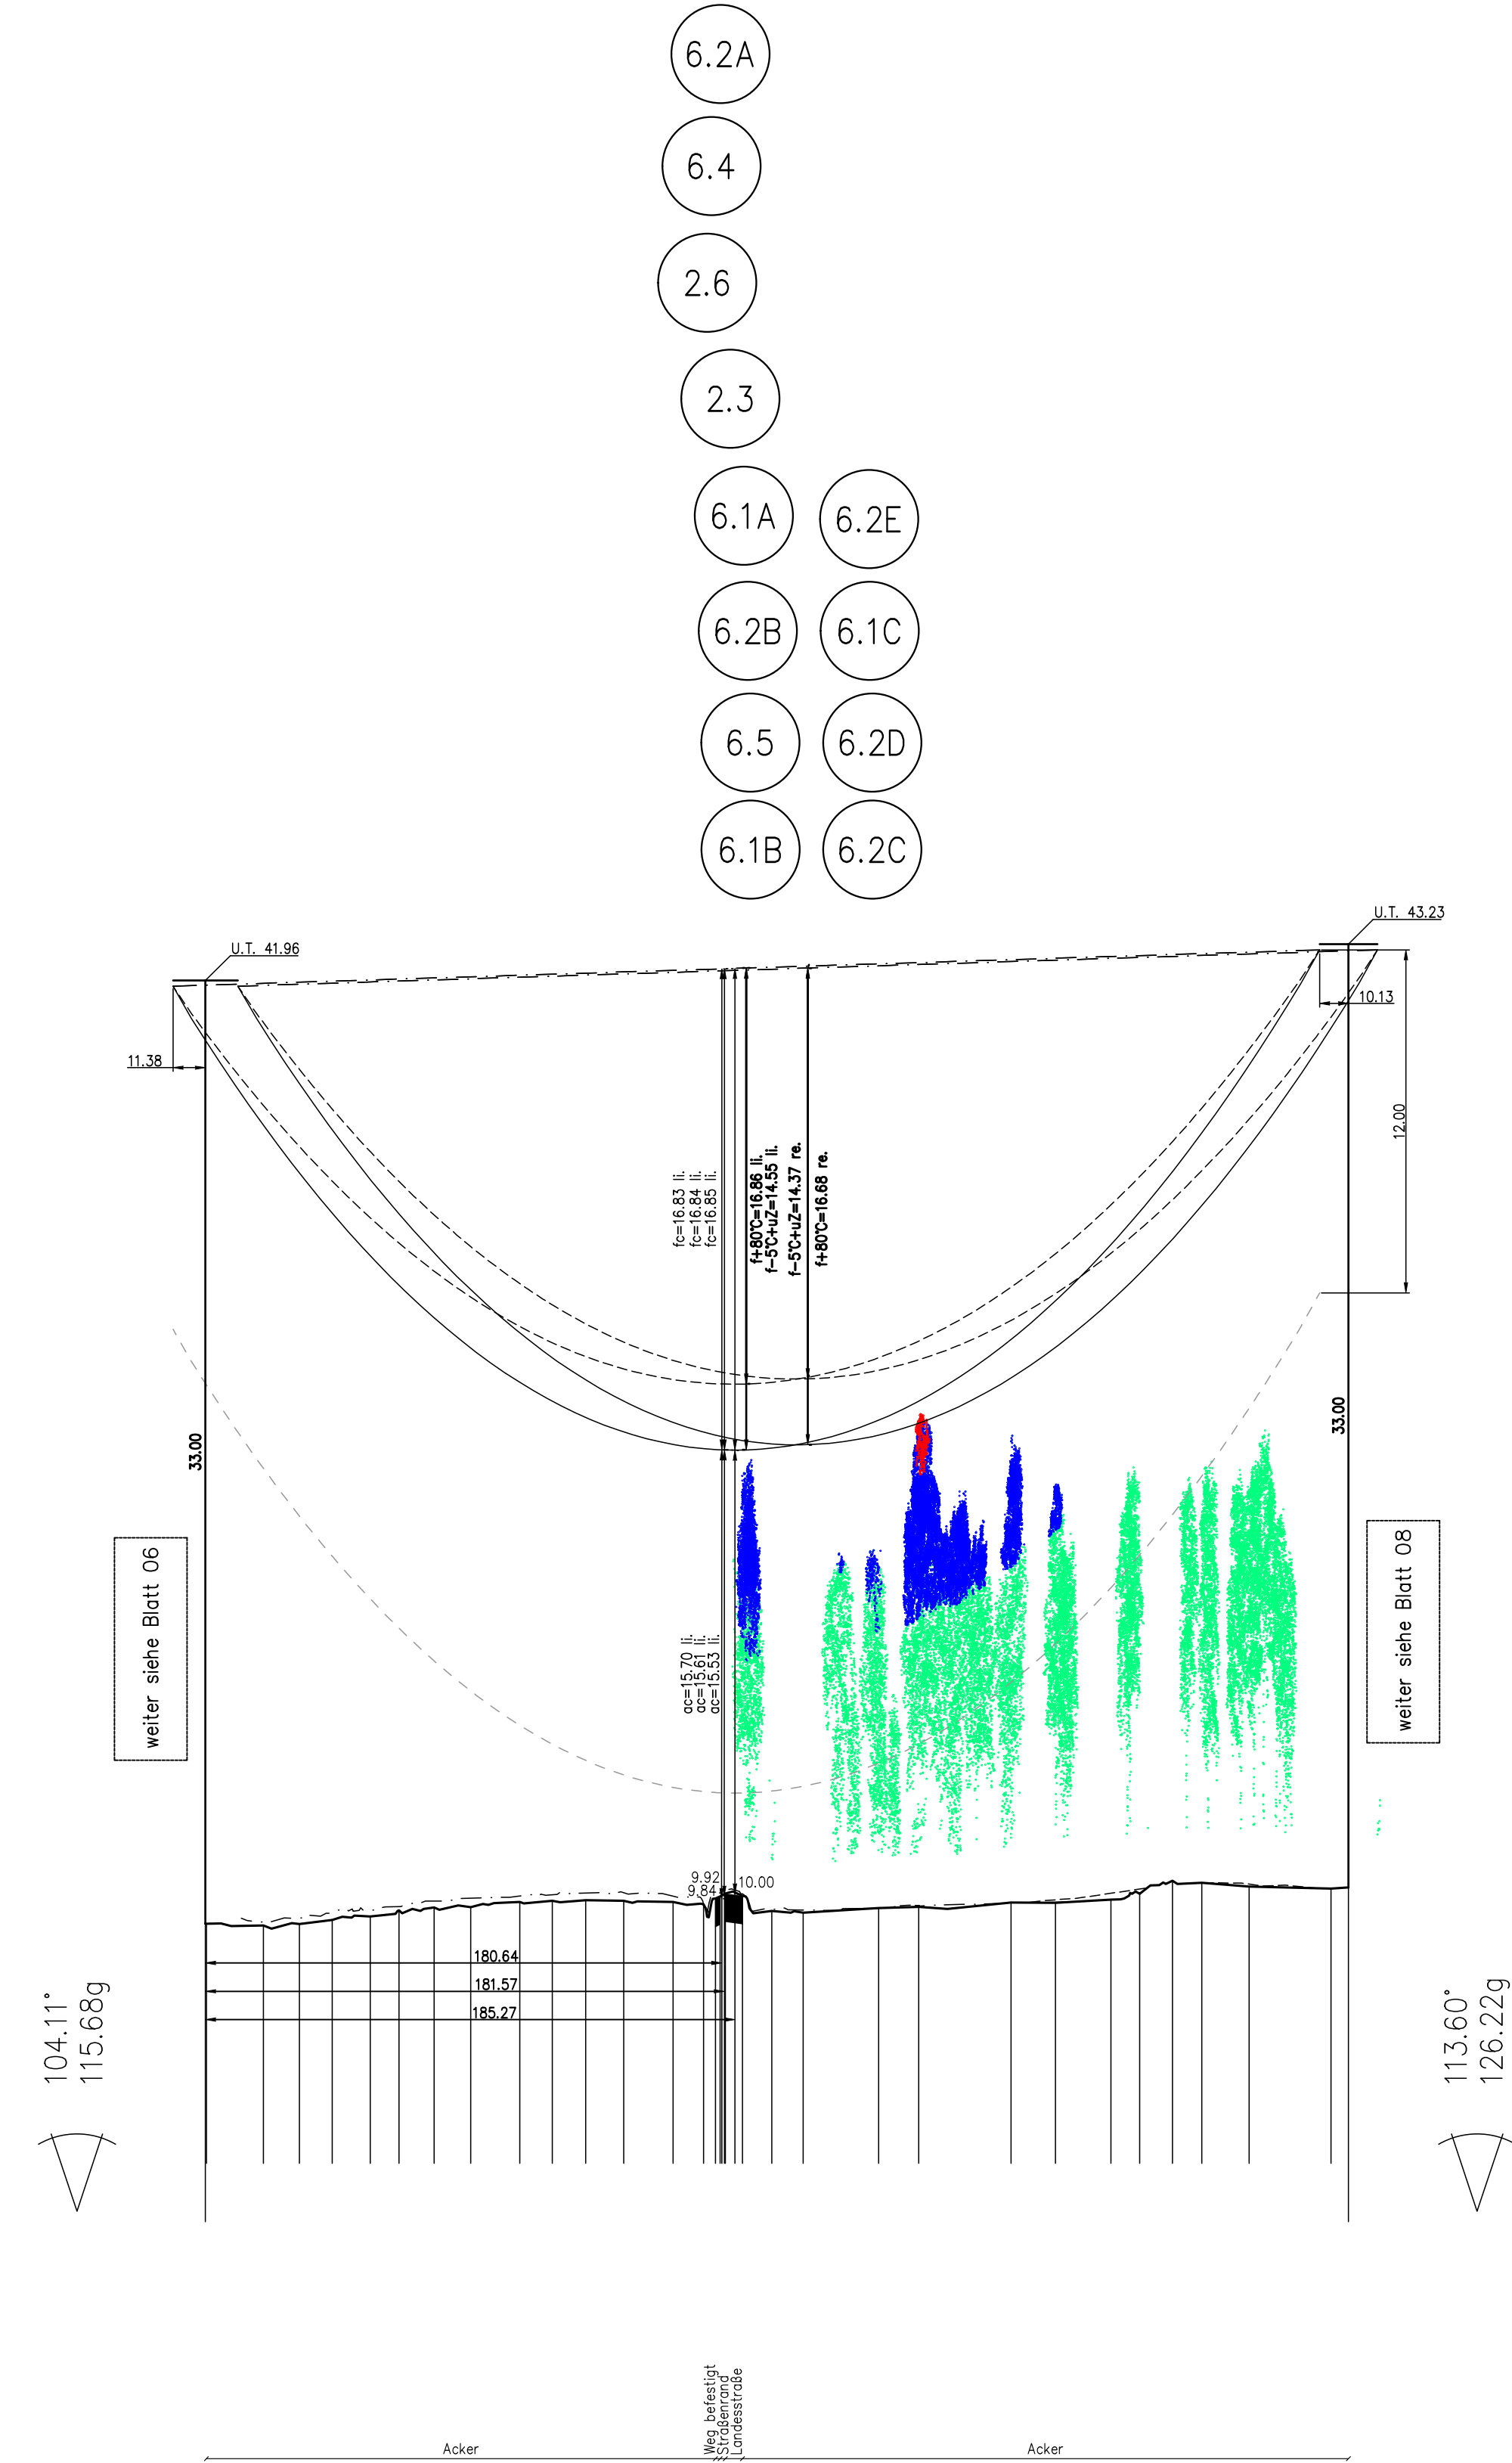 6.2A
6.4
2.6
2.3
6.1A
6.2E
6.2B
6.1C
6.5
6.2D
6.1B
6.2C
U.T. 41.96
U.T. 43.23
10.13
11.38
12.00
fc=16.83 li.
fc=16.84 li.
fc=16.85 li.
f+80°C=16.86 li.
f-5°C+uZ=14.55 li.
f-5°C+uZ=14.37 re.
f+80°C=16.68 re.
33.00
33.00
weiter siehe Blatt 06
weiter siehe Blatt 08
ac=15.70 li.
ac=15.61 li.
ac=15.53 li.
9.92
9.84
10.00
180.64
181.57
185.27
104.11°
115.68g
113.60°
126.22g
Weg befestigt
Straßenrand
Landesstraße
Acker
Acker